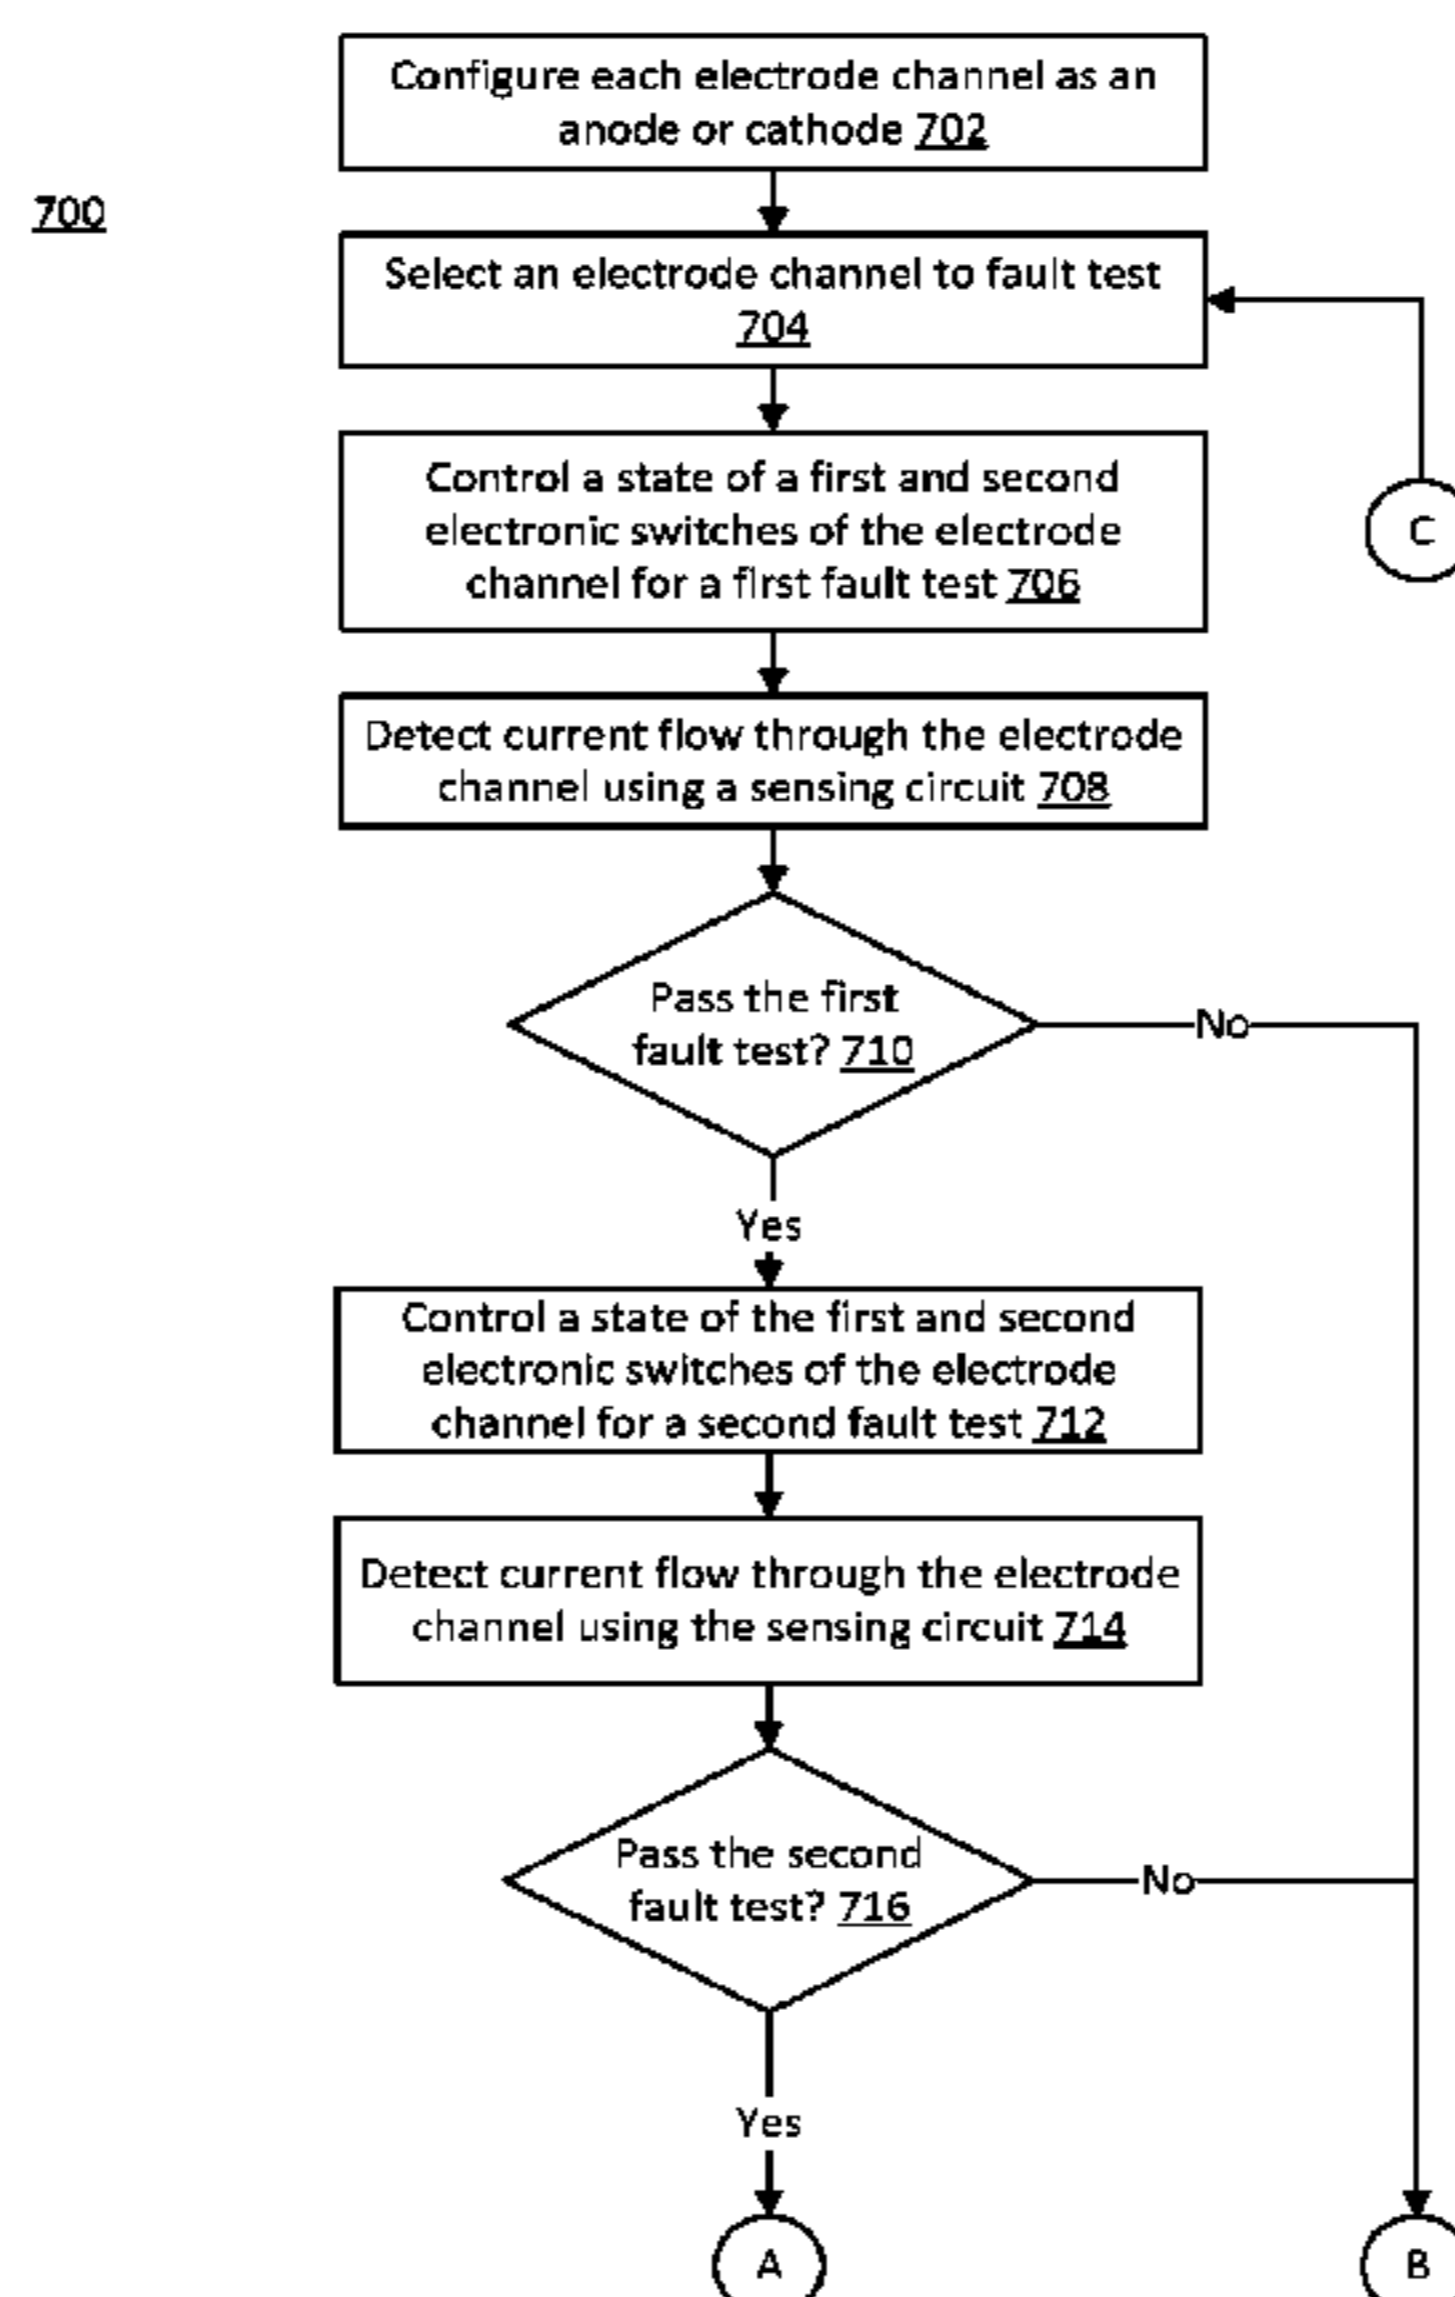 Configure each electrode channel as an
anode or cathode 702
700
Select an electrode channel to fault test
704
Control a state of a first and second
electronic switches of the electrode
channel for a first fault test 706
C
Detect current flow through the electrode
channel using a sensing circuit 708
Pass the first
fault test? 710
No
Yes
Control a state of the first and second
electronic switches of the electrode
channel for a second fault test 712
Detect current flow through the electrode
channel using the sensing circuit 714
Pass the second
fault test? 716
No
Yes
A
B